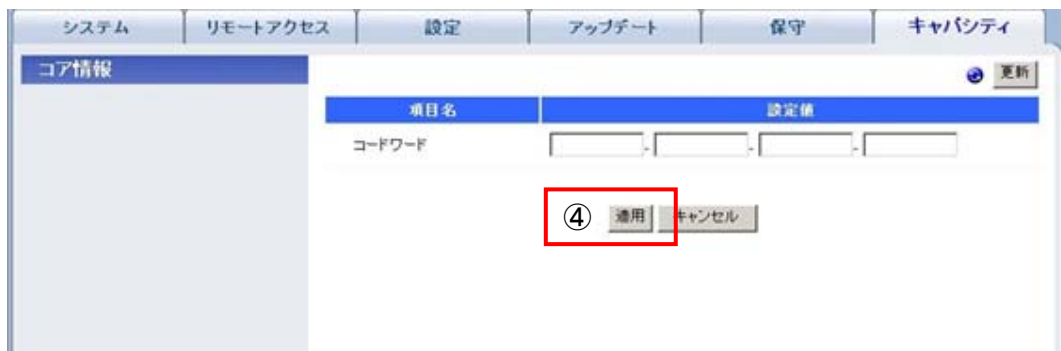 システム リモートアクセス 設定 アップデート 保守 キャパシティ
コア情報
更新
項目名 設定値
コードワード - - -
④ 適用 キャンセル